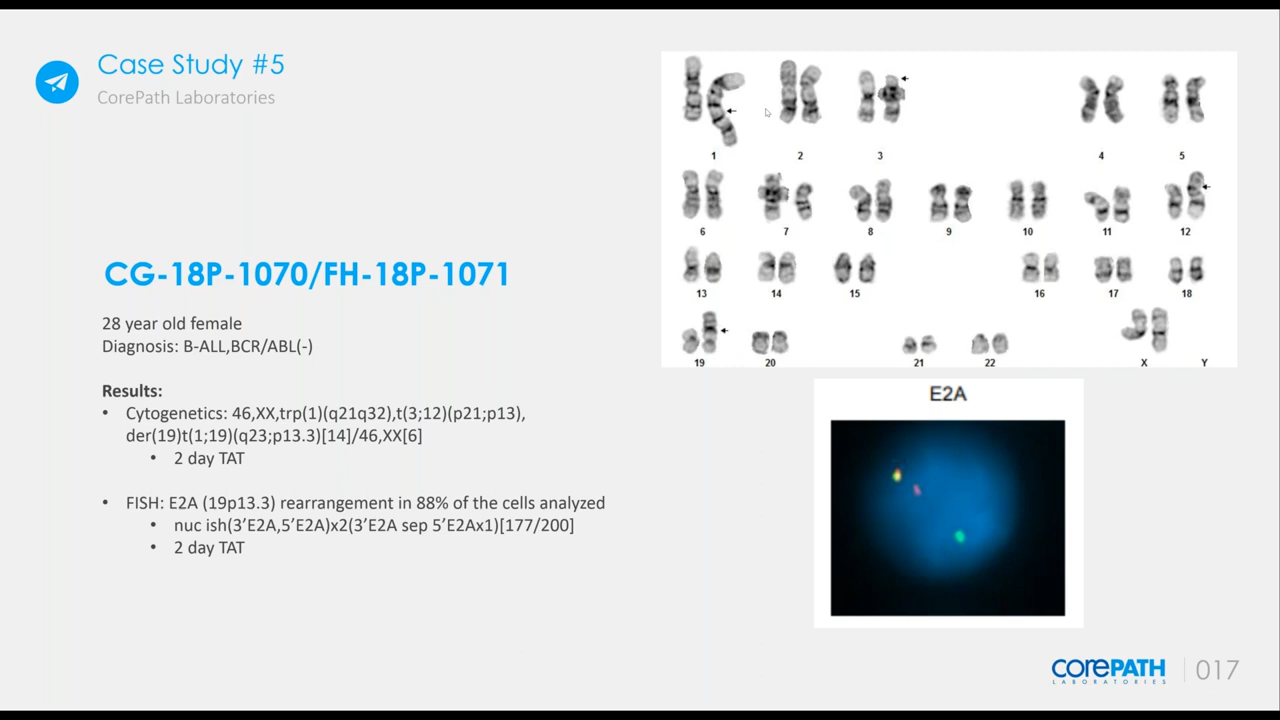 Case Study #5
CorePath Laboratories
CG-18P-1070/FH-18P-1071
28 year old female
Diagnosis: B-ALL,BCR/ABL(-)
Results:
• Cytogenetics: 46,XX,trp(1)(q21q32),t(3;12)(p21;p13),
der(19)t(1;19)(q23;p13.3)[14]/46,XX[6]
• 2 day TAT
• FISH: E2A (19p13.3) rearrangement in 88% of the cells analyzed
• nuc ish(3’E2A,5’E2A)x2(3’E2A sep 5’E2Ax1)[177/200]
• 2 day TAT
1 2 3 4 5
6 7 8 9 10 11 12
13 14 15 16 17 18
19 20 21 22 X Y
E2A
corePATH
LABORATORIES
017